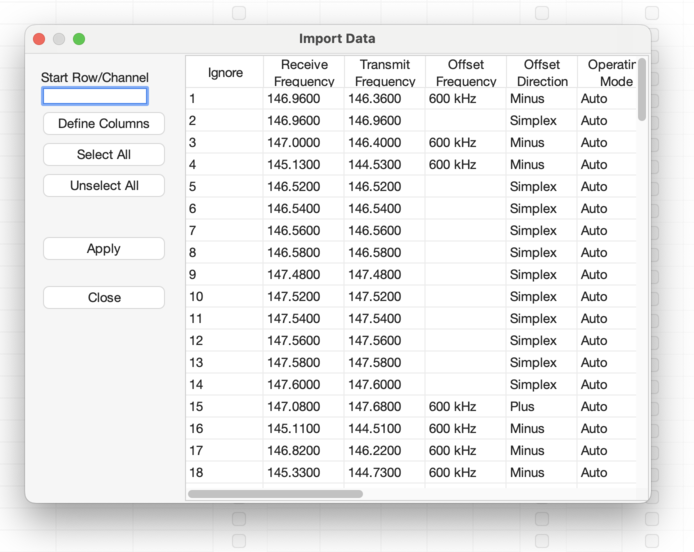 Import Data
Start Row/Channel
Define Columns
Select All
Unselect All
Apply
Close
Ignore Receive Frequency Transmit Frequency Offset Frequency Offset Direction Mode
1 146.9600 146.3600 600 kHz Minus Auto
2 146.9600 146.9600 Simplex Auto
3 147.0000 146.4000 600 kHz Minus Auto
4 145.1300 144.5300 600 kHz Minus Auto
5 146.5200 146.5200 Simplex Auto
6 146.5400 146.5400 Simplex Auto
7 146.5600 146.5600 Simplex Auto
8 146.5800 146.5800 Simplex Auto
9 147.4800 147.4800 Simplex Auto
10 147.5200 147.5200 Simplex Auto
11 147.5400 147.5400 Simplex Auto
12 147.5600 147.5600 Simplex Auto
13 147.5800 147.5800 Simplex Auto
14 147.6000 147.6000 Simplex Auto
15 147.0800 147.6800 600 kHz Plus Auto
16 145.1100 144.5100 600 kHz Minus Auto
17 146.8200 146.2200 600 kHz Minus Auto
18 145.3300 144.7300 600 kHz Minus Auto